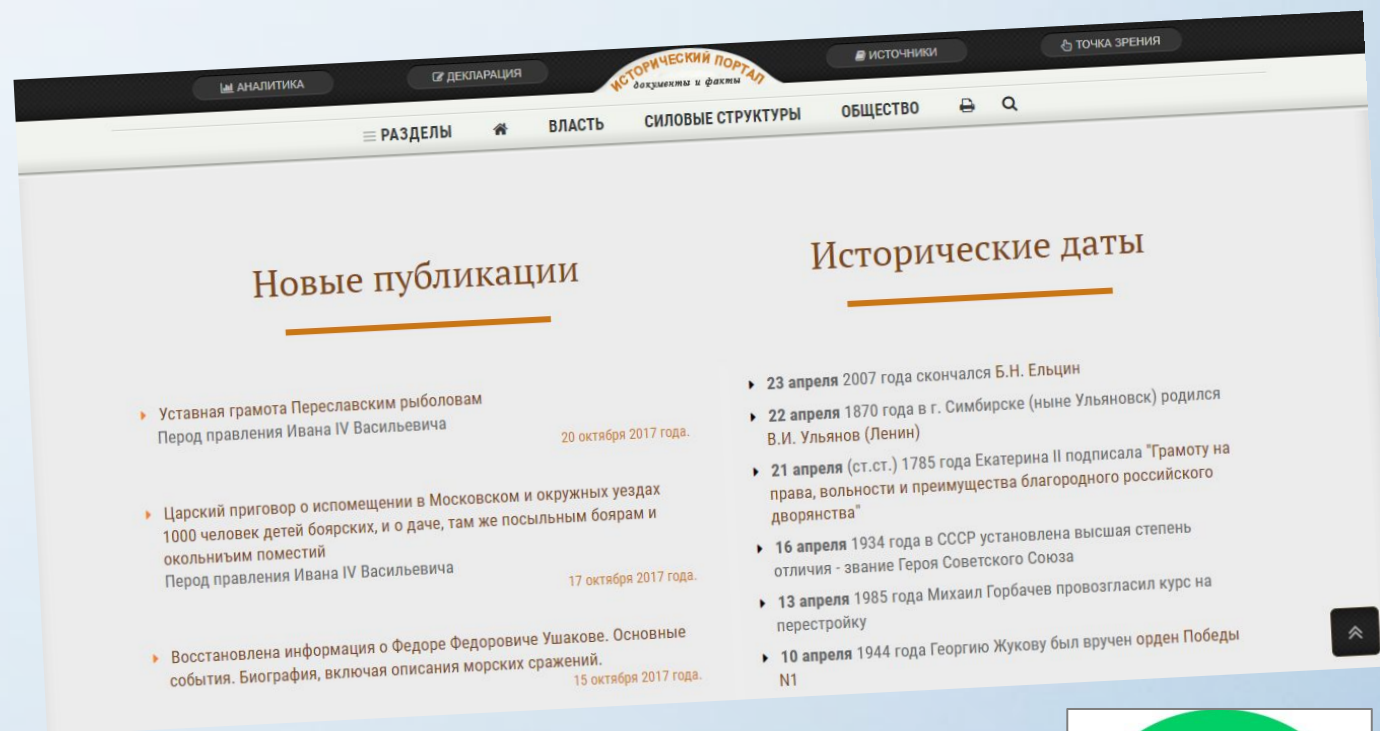 АНАЛИТИКА
ДЕКЛАРАЦИЯ
ИСТОРИЧЕСКИЙ ПОРТАЛ
документы и факты
ИСТОЧНИКИ
ТОЧКА ЗРЕНИЯ
РАЗДЕЛЫ
ВЛАСТЬ
СИЛОВЫЕ СТРУКТУРЫ
ОБЩЕСТВО
Новые публикации
Уставная грамота Переславским рыболовам
Перод правления Ивана IV Васильевича
20 октября 2017 года.
Царский приговор о испомещении в Московском и окружных уездах
1000 человек детей боярских, и о даче, там же посыльным боярам и
окольниъим поместий
Перод правления Ивана IV Васильевича
17 октября 2017 года.
Восстановлена информация о Федоре Федоровиче Ушакове. Основные
события. Биография, включая описания морских сражений.
15 октября 2017 года.
Исторические даты
23 апреля 2007 года скончался Б.Н. Ельцин
22 апреля 1870 года в г. Симбирске (ныне Ульяновск) родился
В.И. Ульянов (Ленин)
21 апреля (ст.ст.) 1785 года Екатерина II подписала "Грамоту на
права, вольности и преимущества благородного российского
дворянства"
16 апреля 1934 года в СССР установлена высшая степень
отличия - звание Героя Советского Союза
13 апреля 1985 года Михаил Горбачев провозгласил курс на
перестройку
10 апреля 1944 года Георгию Жукову был вручен орден Победы
N1